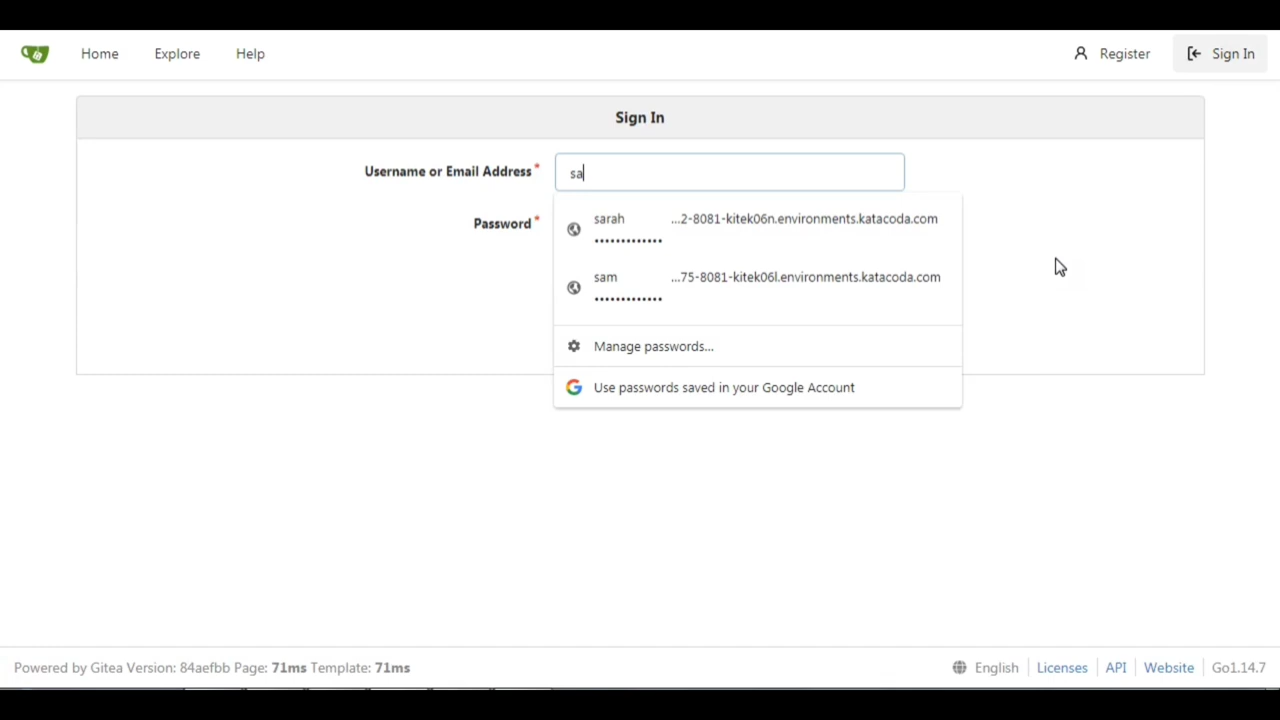 Home Explore Help Register Sign In
Sign In
Username or Email Address *
sa
Password *
sarah ...2-8081-kitek06n.environments.katacoda.com
•••••••••••••
sam ...75-8081-kitek06l.environments.katacoda.com
•••••••••••••
Manage passwords...
Use passwords saved in your Google Account
Powered by Gitea Version: 84aefbb Page: 71ms Template: 71ms English Licenses API Website Go1.14.7